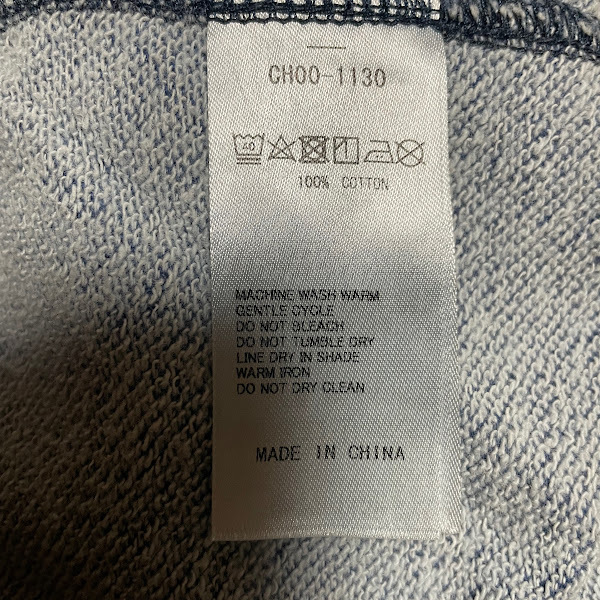 CH00-1130
40
100% COTTON
MACHINE WASH WARM
GENTLE CYCLE
DO NOT BLEACH
DO NOT TUMBLE DRY
LINE DRY IN SHADE
WARM IRON
DO NOT DRY CLEAN
MADE IN CHINA